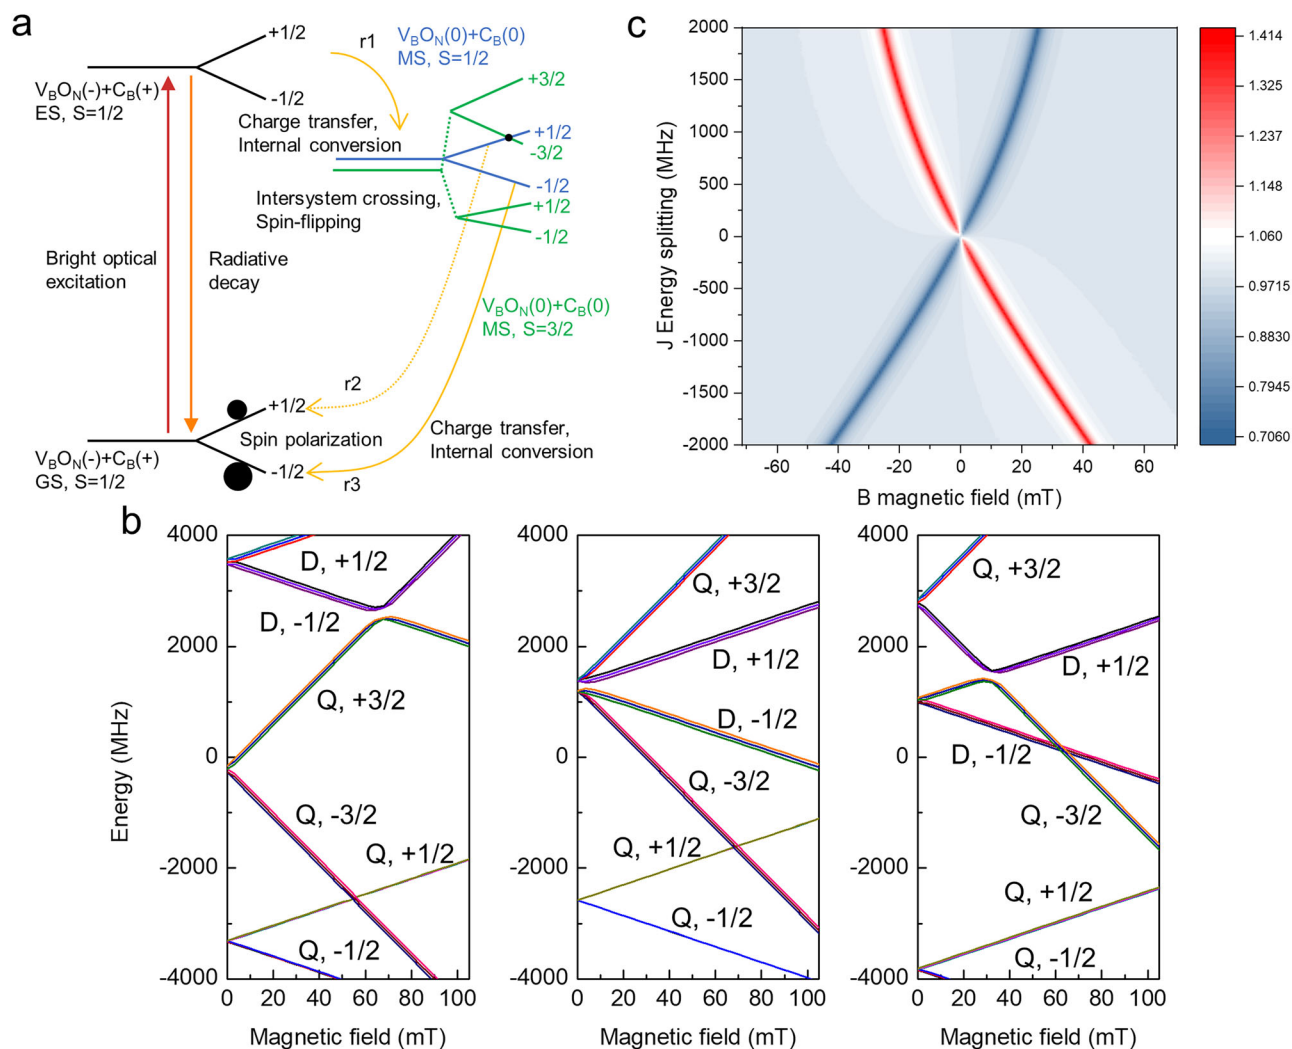 a
+1/2
-1/2
V_BO_N(-)+C_B(+)
ES, S=1/2
r1
V_BO_N(0)+C_B(0)
MS, S=1/2
+3/2
Charge transfer,
Internal conversion
+1/2
-3/2
-1/2
Intersystem crossing,
Spin-flipping
+1/2
-1/2
Bright optical
excitation
Radiative
decay
V_BO_N(0)+C_B(0)
MS, S=3/2
r2
+1/2
Spin polarization
Charge transfer,
Internal conversion
V_BO_N(-)+C_B(+)
GS, S=1/2
-1/2
r3
c
J Energy splitting (MHz)
2000
1500
1000
500
0
-500
-1000
-1500
-2000
-60
-40
-20
0
20
40
60
B magnetic field (mT)
1.414
1.325
1.237
1.148
1.060
0.9715
0.8830
0.7945
0.7060
b
Energy (MHz)
4000
2000
0
-2000
-4000
D, +1/2
D, -1/2
Q, +3/2
Q, -3/2
Q, +1/2
Q, -1/2
0 20 40 60 80 100
Magnetic field (mT)
4000
2000
0
-2000
-4000
Q, +3/2
D, +1/2
D, -1/2
Q, -3/2
Q, +1/2
Q, -1/2
0 20 40 60 80 100
Magnetic field (mT)
4000
2000
0
-2000
-4000
Q, +3/2
D, +1/2
D, -1/2
Q, -3/2
Q, +1/2
Q, -1/2
0 20 40 60 80 100
Magnetic field (mT)